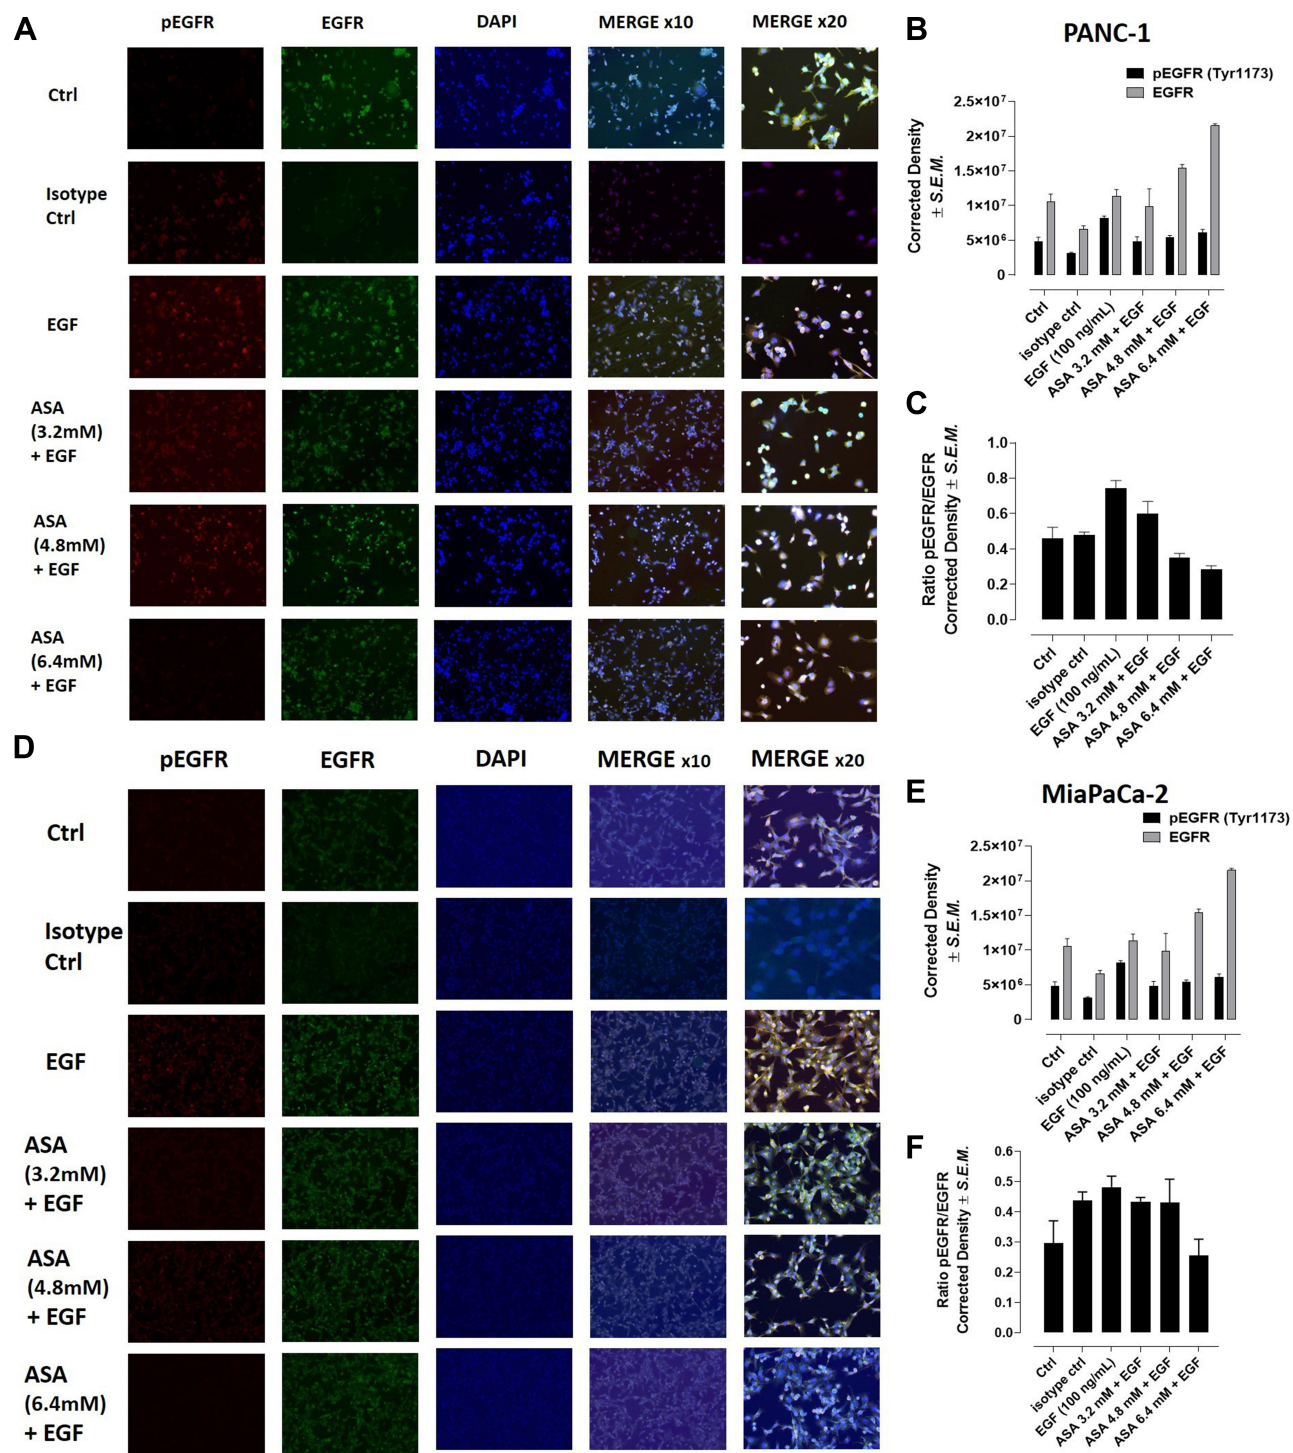 A
pEGFR EGFR DAPI MERGE x10 MERGE x20
Ctrl
Isotype
Ctrl
EGF
ASA
(3.2mM)
+ EGF
ASA
(4.8mM)
+ EGF
ASA
(6.4mM)
+ EGF
B
PANC-1
pEGFR (Tyr1173)
EGFR
Corrected Density
± S.E.M.
2.5×10⁷
2×10⁷
1.5×10⁷
1×10⁷
5×10⁶
0
Ctrl
isotype ctrl
EGF (100 ng/mL)
ASA 3.2 mM + EGF
ASA 4.8 mM + EGF
ASA 6.4 mM + EGF
C
Ratio pEGFR/EGFR
Corrected Density ± S.E.M.
1.0
0.8
0.6
0.4
0.2
0.0
Ctrl
isotype ctrl
EGF (100 ng/mL)
ASA 3.2 mM + EGF
ASA 4.8 mM + EGF
ASA 6.4 mM + EGF
D
pEGFR EGFR DAPI MERGE x10 MERGE x20
Ctrl
Isotype
Ctrl
EGF
ASA
(3.2mM)
+ EGF
ASA
(4.8mM)
+ EGF
ASA
(6.4mM)
+ EGF
E
MiaPaCa-2
pEGFR (Tyr1173)
EGFR
Corrected Density
± S.E.M.
2.5×10⁷
2×10⁷
1.5×10⁷
1×10⁷
5×10⁶
0
Ctrl
isotype ctrl
EGF (100 ng/mL)
ASA 3.2 mM + EGF
ASA 4.8 mM + EGF
ASA 6.4 mM + EGF
F
Ratio pEGFR/EGFR
Corrected Density ± S.E.M.
0.6
0.5
0.4
0.3
0.2
0.1
0.0
Ctrl
isotype ctrl
EGF (100 ng/mL)
ASA 3.2 mM + EGF
ASA 4.8 mM + EGF
ASA 6.4 mM + EGF